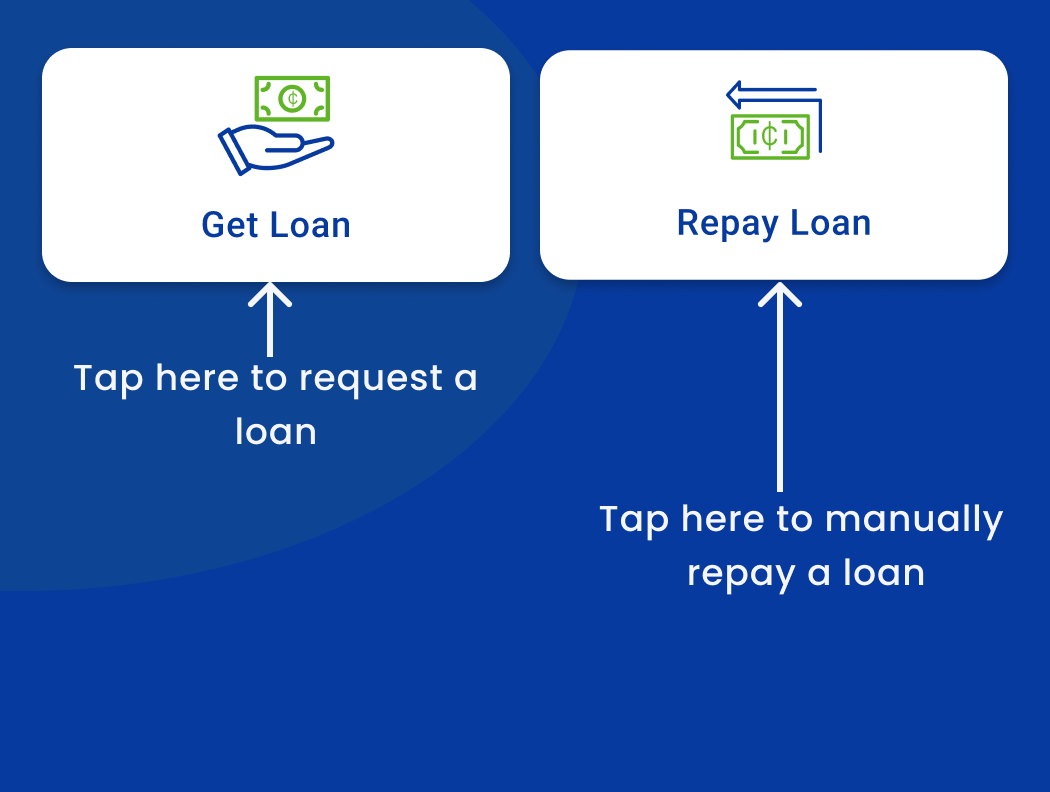 Get Loan
Repay Loan
Tap here to request a
loan
Tap here to manually
repay a loan